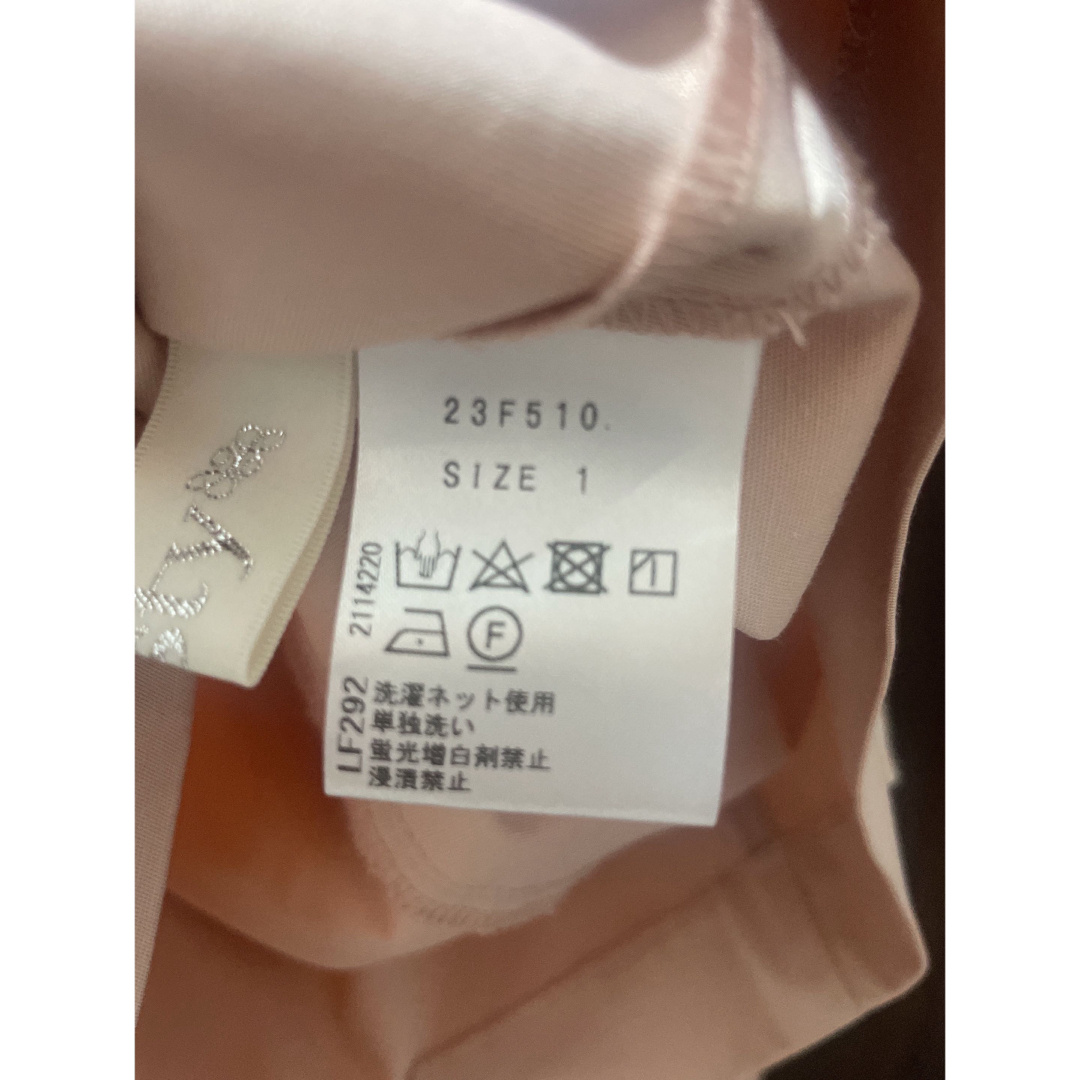 23F510.
SIZE 1
2114220
F
LF292
洗濯ネット使用
単独洗い
蛍光増白剤禁止
浸漬禁止
ty